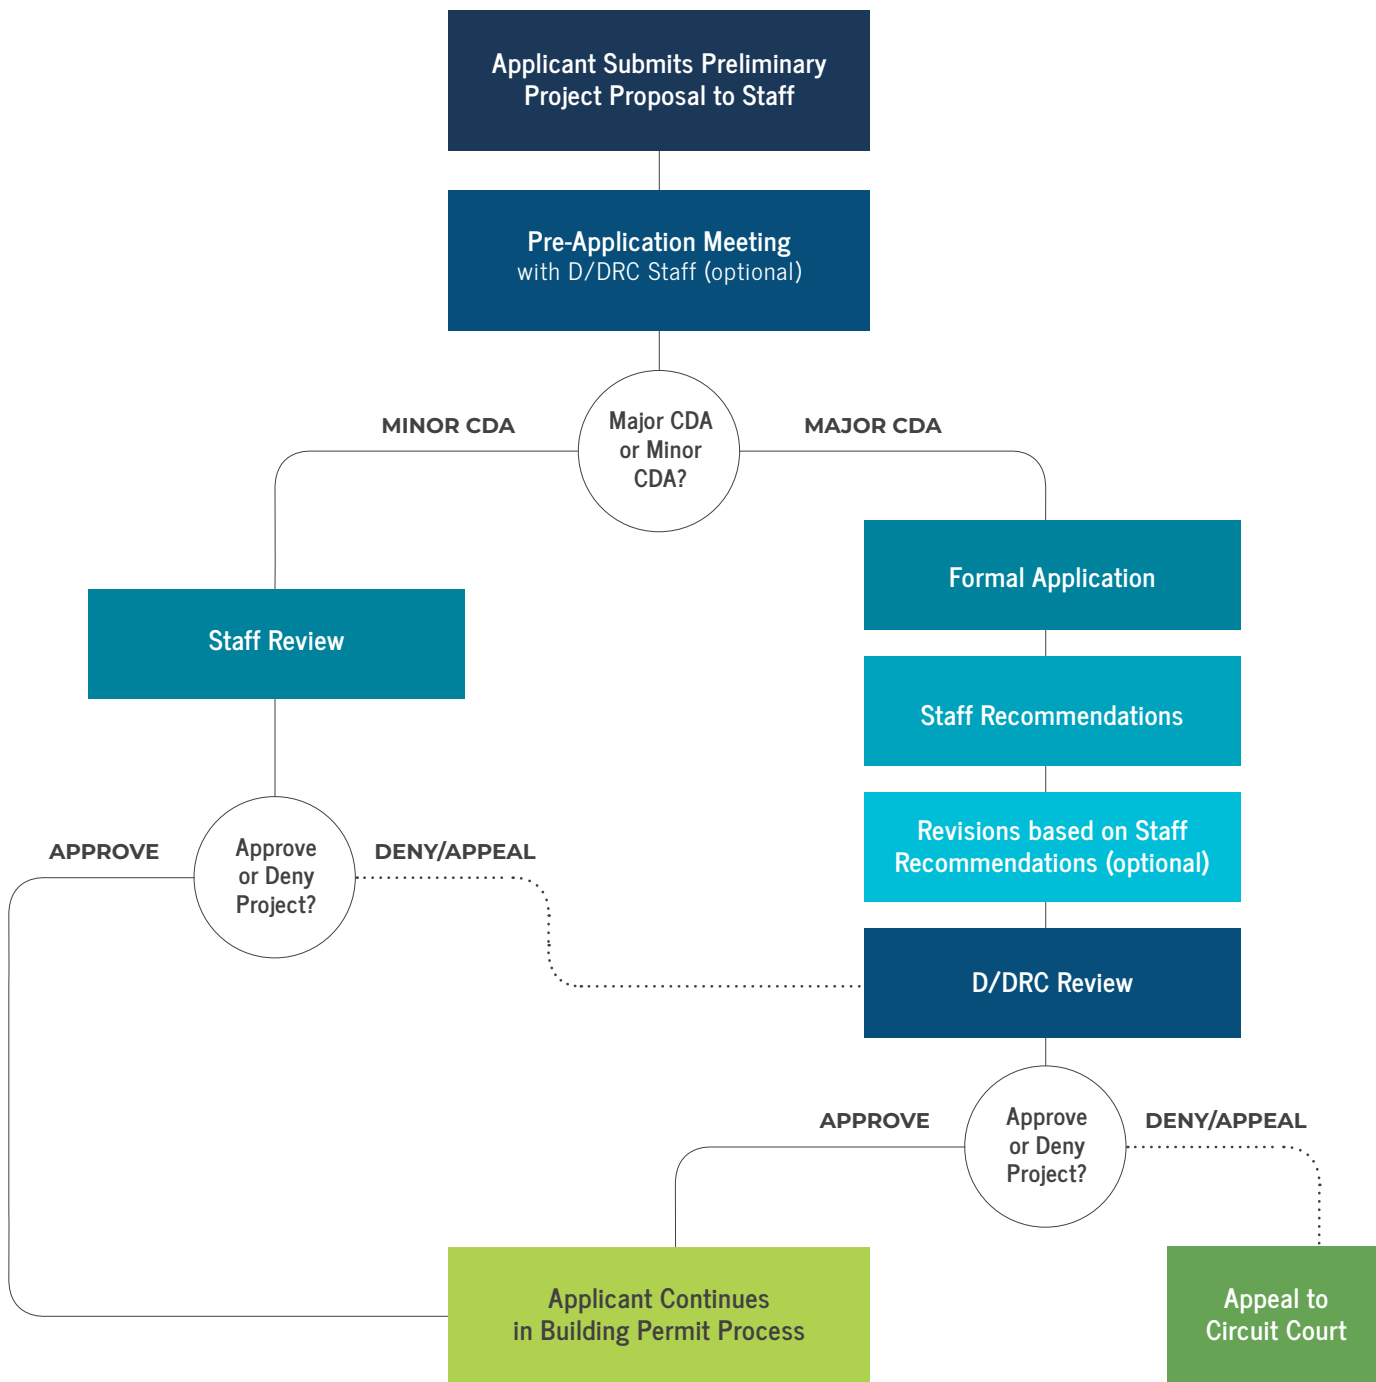 Applicant Submits Preliminary
Project Proposal to Staff
Pre-Application Meeting
with D/DRC Staff (optional)
Major CDA
or Minor
CDA?
MINOR CDA
MAJOR CDA
Formal Application
Staff Review
Staff Recommendations
Revisions based on Staff
Recommendations (optional)
APPROVE
Approve
or Deny
Project?
DENY/APPEAL
D/DRC Review
APPROVE
Approve
or Deny
Project?
DENY/APPEAL
Applicant Continues
in Building Permit Process
Appeal to
Circuit Court